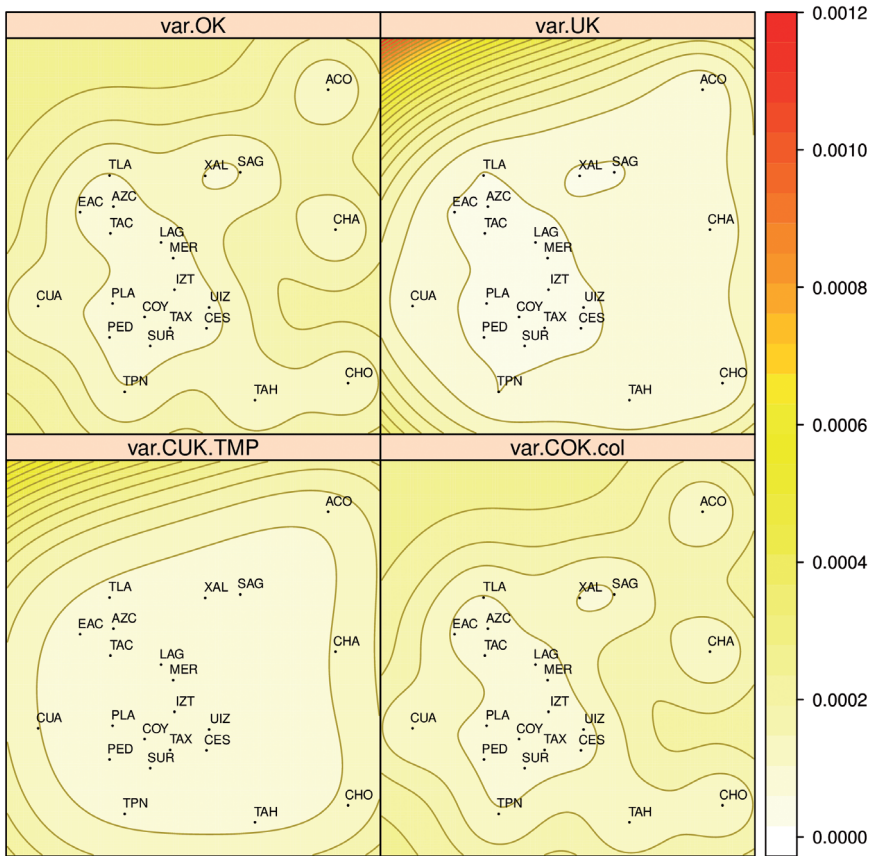 var.OK
var.UK
0.0012
ACO
ACO
0.0010
TLA
XAL
SAG
TLA
XAL
SAG
EAC
AZC
EAC
AZC
TAC
CHA
TAC
CHA
LAG
LAG
MER
MER
0.0008
IZT
IZT
CUA
PLA
COY
UIZ
CUA
PLA
COY
UIZ
PED
TAX
CES
PED
TAX
CES
SUR
SUR
TPN
TAH
CHO
TPN
TAH
CHO
0.0006
var.CUK.TMP
var.COK.col
ACO
ACO
0.0004
TLA
XAL
SAG
TLA
XAL
SAG
EAC
AZC
EAC
AZC
TAC
CHA
TAC
CHA
LAG
LAG
MER
MER
0.0002
IZT
IZT
CUA
PLA
COY
UIZ
CUA
PLA
COY
UIZ
PED
TAX
CES
PED
TAX
CES
SUR
SUR
TPN
TAH
CHO
TPN
TAH
CHO
0.0000